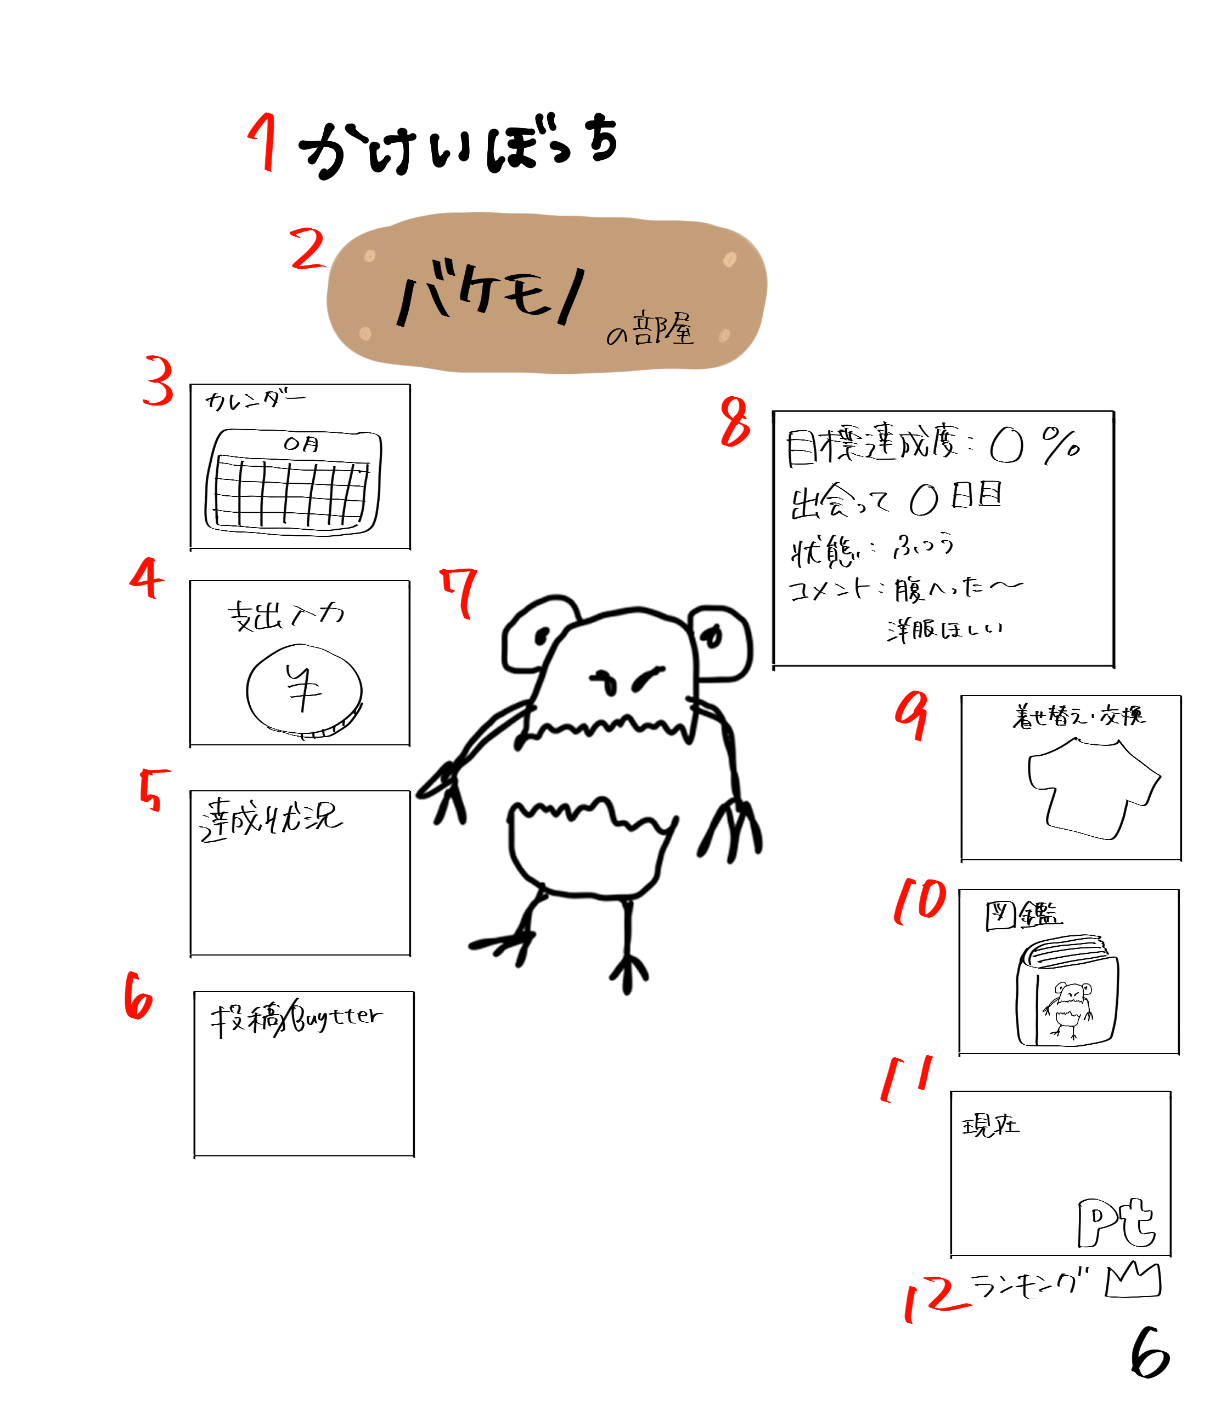 1 かけいぼっち
2 バケモノ
の部屋
3 カレンダー
0月
4 支出入力
¥
5 達成状況
6 投稿/Buytter
7
8 目標達成度:0%
出会って0日目
状態:ふつう
コメント:腹へった〜
洋服ほしい
9 着せ替え・交換
10 図鑑
11 現在
Pt
12 ランキング
6